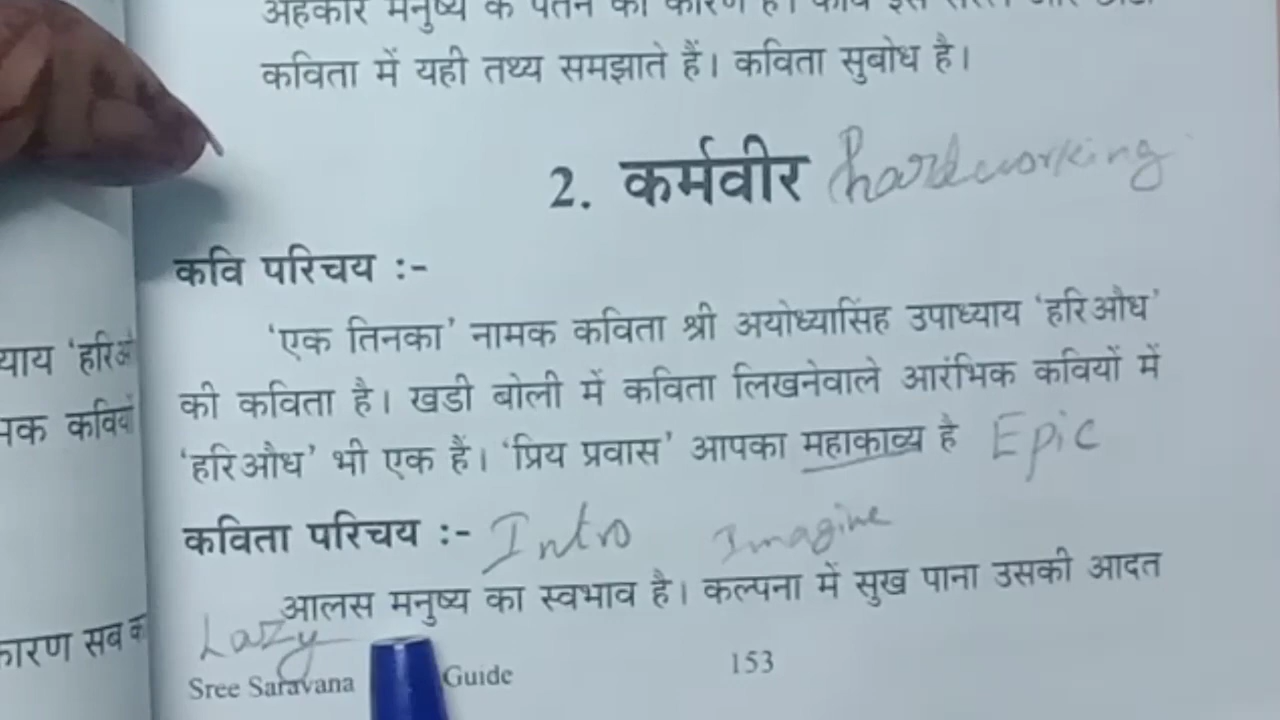 कविता में यही तथ्य समझाते हैं। कविता सुबोध है।
2. कर्मवीर hardworking
कवि परिचय :-
'एक तिनका' नामक कविता श्री अयोध्यासिंह उपाध्याय 'हरिऔध'
की कविता है। खडी बोली में कविता लिखनेवाले आरंभिक कवियों में
'हरिऔध' भी एक हैं। 'प्रिय प्रवास' आपका महाकाव्य है Epic
कविता परिचय :- Intro Imagine
आलस मनुष्य का स्वभाव है। कल्पना में सुख पाना उसकी आदत
Lazy
Sree Saravana Guide 153